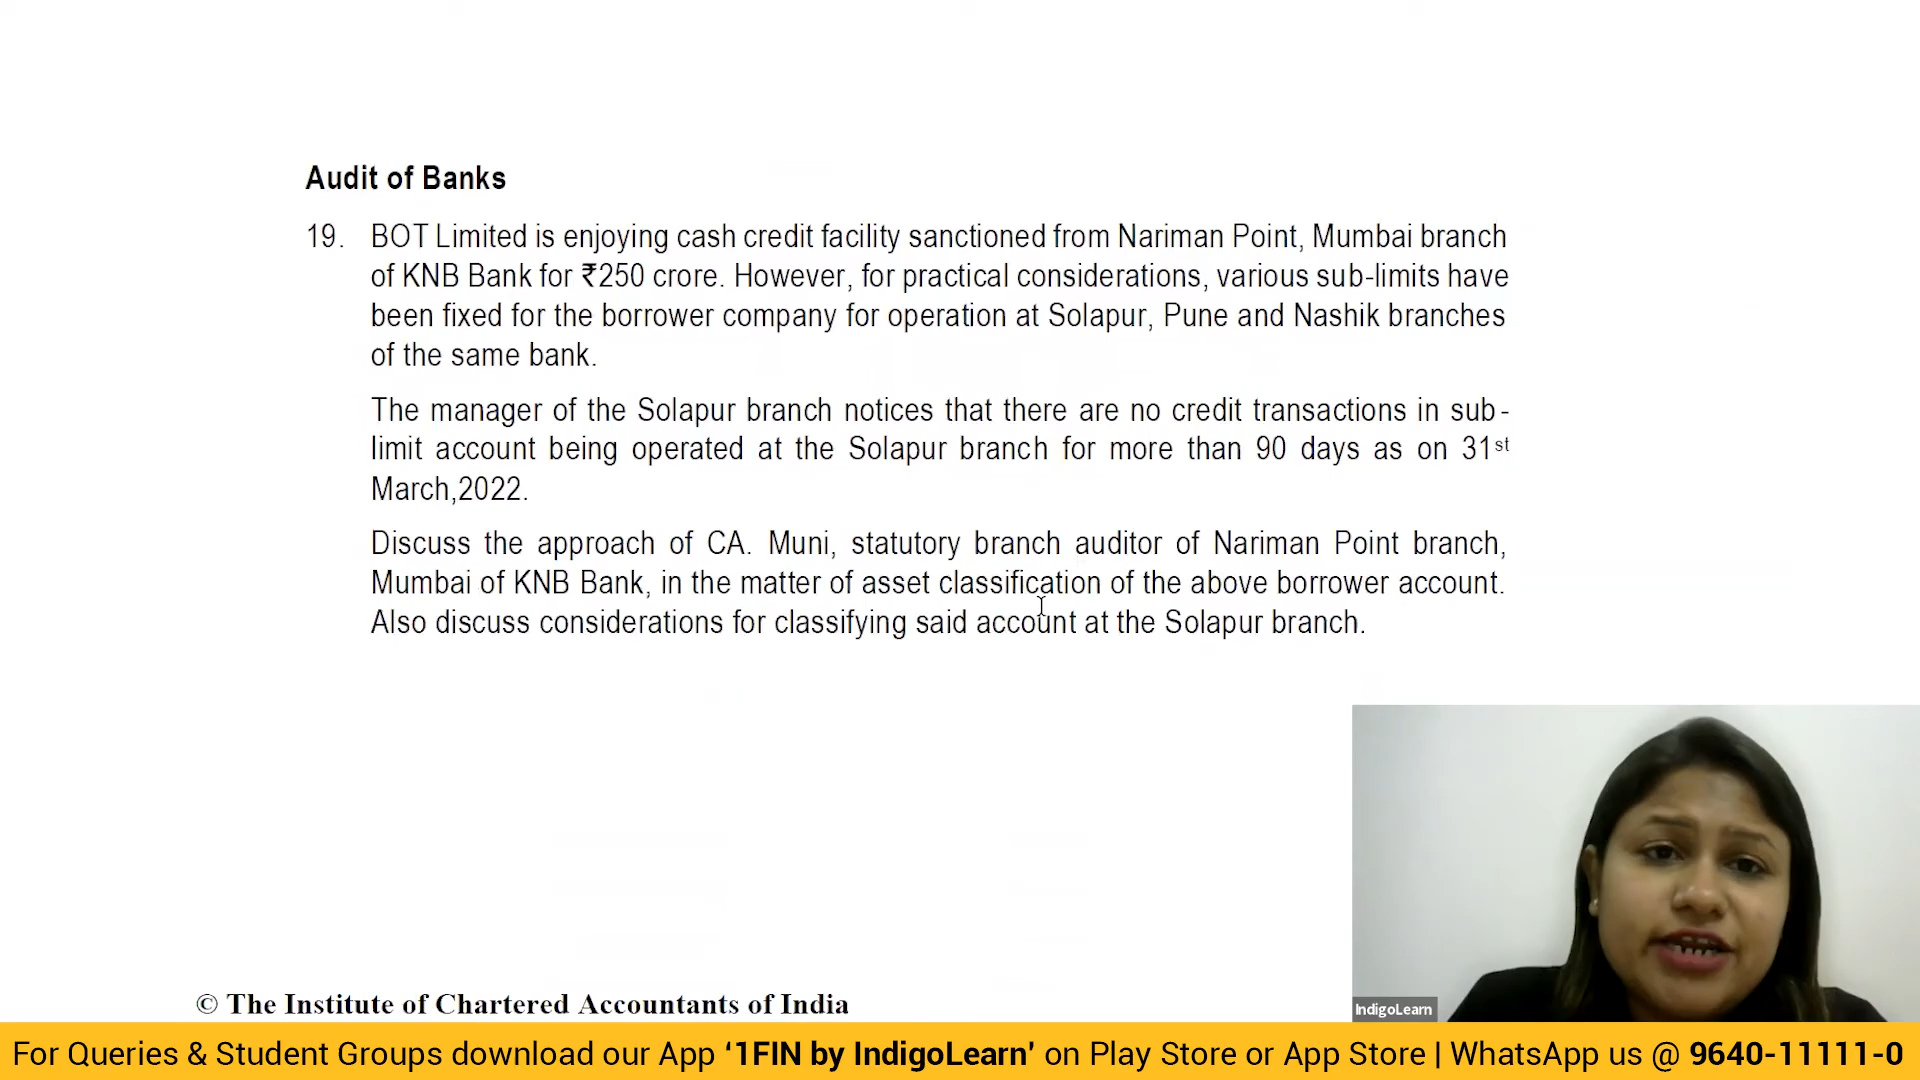 Audit of Banks
19. BOT Limited is enjoying cash credit facility sanctioned from Nariman Point, Mumbai branch
of KNB Bank for ₹250 crore. However, for practical considerations, various sub-limits have
been fixed for the borrower company for operation at Solapur, Pune and Nashik branches
of the same bank.
The manager of the Solapur branch notices that there are no credit transactions in sub-
limit account being operated at the Solapur branch for more than 90 days as on 31st
March,2022.
Discuss the approach of CA. Muni, statutory branch auditor of Nariman Point branch,
Mumbai of KNB Bank, in the matter of asset classification of the above borrower account.
Also discuss considerations for classifying said account at the Solapur branch.
© The Institute of Chartered Accountants of India
IndigoLearn
For Queries & Student Groups download our App ‘1FIN by IndigoLearn’ on Play Store or App Store | WhatsApp us @ 9640-11111-0